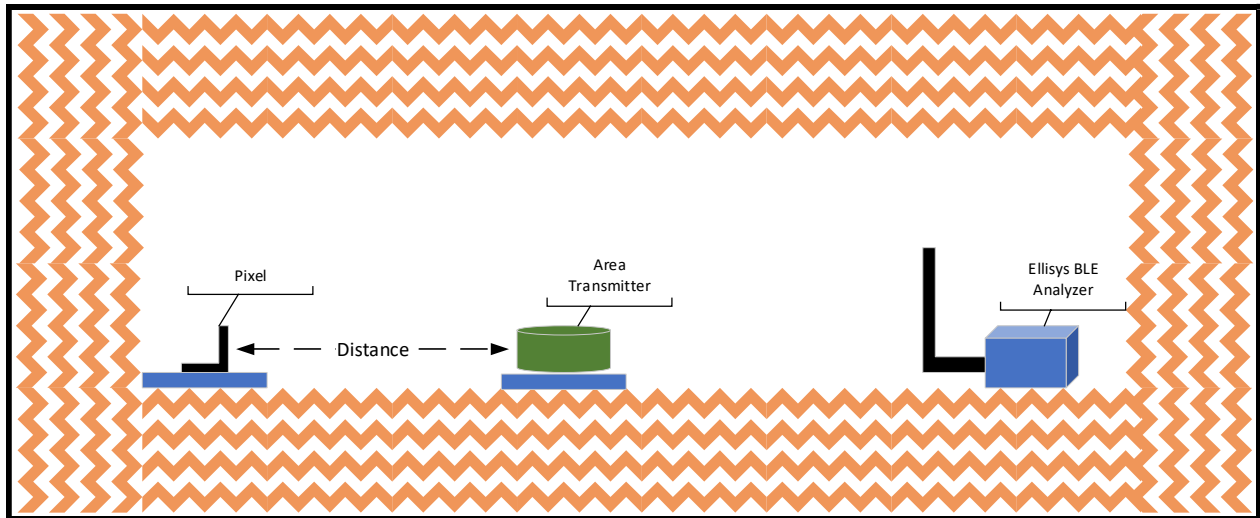 Pixel
Area
Transmitter
Ellisys BLE
Analyzer
Distance